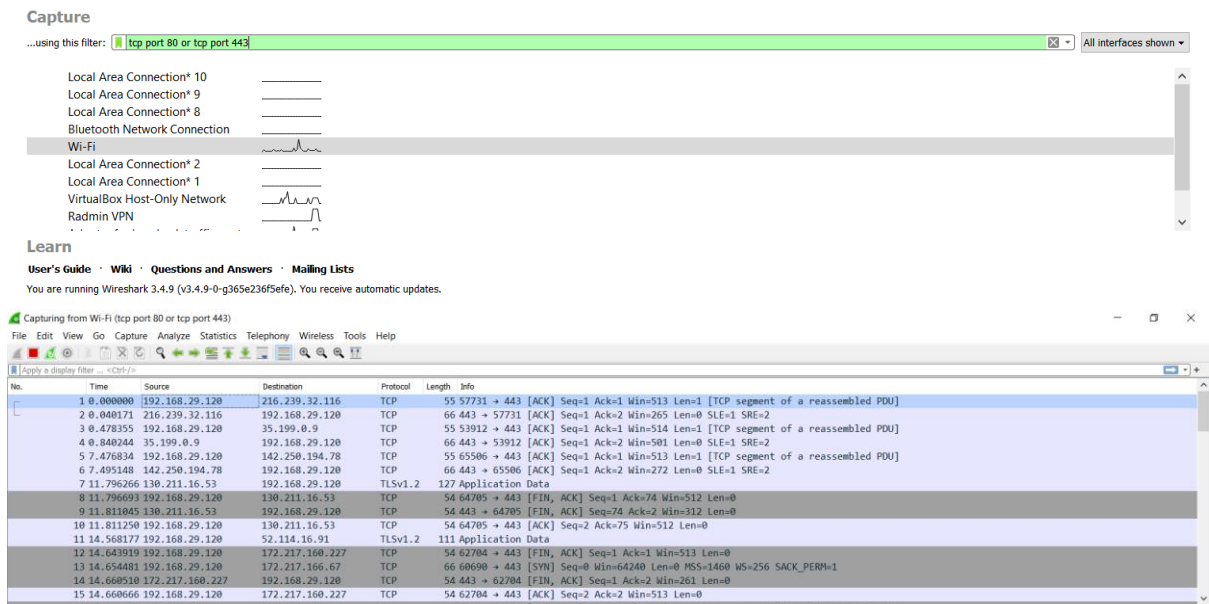 Capture
...using this filter: tcp port 80 or tcp port 443 All interfaces shown
Local Area Connection* 10
Local Area Connection* 9
Local Area Connection* 8
Bluetooth Network Connection
Wi-Fi
Local Area Connection* 2
Local Area Connection* 1
VirtualBox Host-Only Network
Radmin VPN
Learn
User's Guide · Wiki · Questions and Answers · Mailing Lists
You are running Wireshark 3.4.9 (v3.4.9-0-g365e236f5efe). You receive automatic updates.
Capturing from Wi-Fi (tcp port 80 or tcp port 443)
File Edit View Go Capture Analyze Statistics Telephony Wireless Tools Help
Apply a display filter ... <Ctrl-/>
No. Time Source Destination Protocol Length Info
1 0.000000 192.168.29.120 216.239.32.116 TCP 55 57731 → 443 [ACK] Seq=1 Ack=1 Win=513 Len=1 [TCP segment of a reassembled PDU]
2 0.040171 216.239.32.116 192.168.29.120 TCP 66 443 → 57731 [ACK] Seq=1 Ack=2 Win=265 Len=0 SLE=1 SRE=2
3 0.478355 192.168.29.120 35.199.0.9 TCP 55 53912 → 443 [ACK] Seq=1 Ack=1 Win=514 Len=1 [TCP segment of a reassembled PDU]
4 0.840244 35.199.0.9 192.168.29.120 TCP 66 443 → 53912 [ACK] Seq=1 Ack=2 Win=501 Len=0 SLE=1 SRE=2
5 7.476834 192.168.29.120 142.250.194.78 TCP 55 65506 → 443 [ACK] Seq=1 Ack=1 Win=513 Len=1 [TCP segment of a reassembled PDU]
6 7.495148 142.250.194.78 192.168.29.120 TCP 66 443 → 65506 [ACK] Seq=1 Ack=2 Win=272 Len=0 SLE=1 SRE=2
7 11.796266 130.211.16.53 192.168.29.120 TLSv1.2 127 Application Data
8 11.796693 192.168.29.120 130.211.16.53 TCP 54 64705 → 443 [FIN, ACK] Seq=1 Ack=74 Win=512 Len=0
9 11.811045 130.211.16.53 192.168.29.120 TCP 54 443 → 64705 [FIN, ACK] Seq=74 Ack=2 Win=312 Len=0
10 11.811250 192.168.29.120 130.211.16.53 TCP 54 64705 → 443 [ACK] Seq=2 Ack=75 Win=512 Len=0
11 14.568177 192.168.29.120 52.114.16.91 TLSv1.2 111 Application Data
12 14.643919 192.168.29.120 172.217.160.227 TCP 54 62704 → 443 [FIN, ACK] Seq=1 Ack=1 Win=513 Len=0
13 14.654481 192.168.29.120 172.217.166.67 TCP 66 60690 → 443 [SYN] Seq=0 Win=64240 Len=0 MSS=1460 WS=256 SACK_PERM=1
14 14.660510 172.217.160.227 192.168.29.120 TCP 54 443 → 62704 [FIN, ACK] Seq=1 Ack=2 Win=261 Len=0
15 14.660666 192.168.29.120 172.217.160.227 TCP 54 62704 → 443 [ACK] Seq=2 Ack=2 Win=513 Len=0